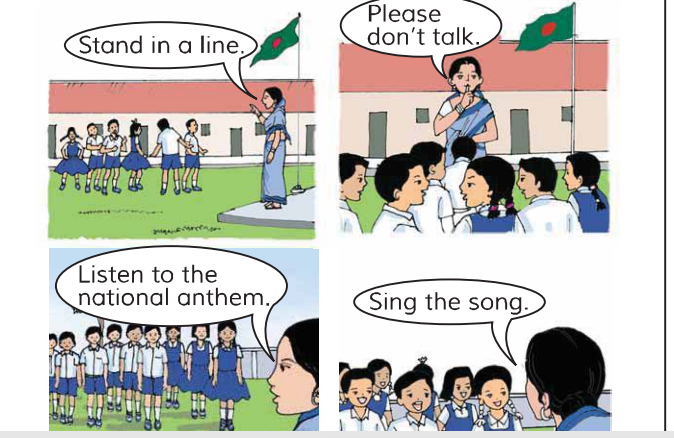 Stand in a line.
Please
don't talk.
Listen to the
national anthem.
Sing the song.